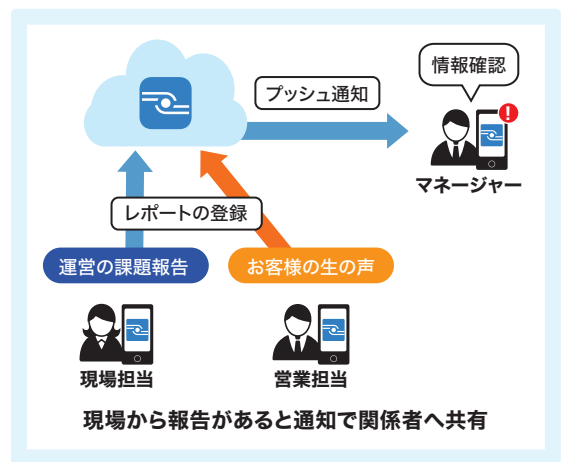 情報確認
プッシュ通知
!
マネージャー
レポートの登録
運営の課題報告
お客様の生の声
現場担当
営業担当
現場から報告があると通知で関係者へ共有